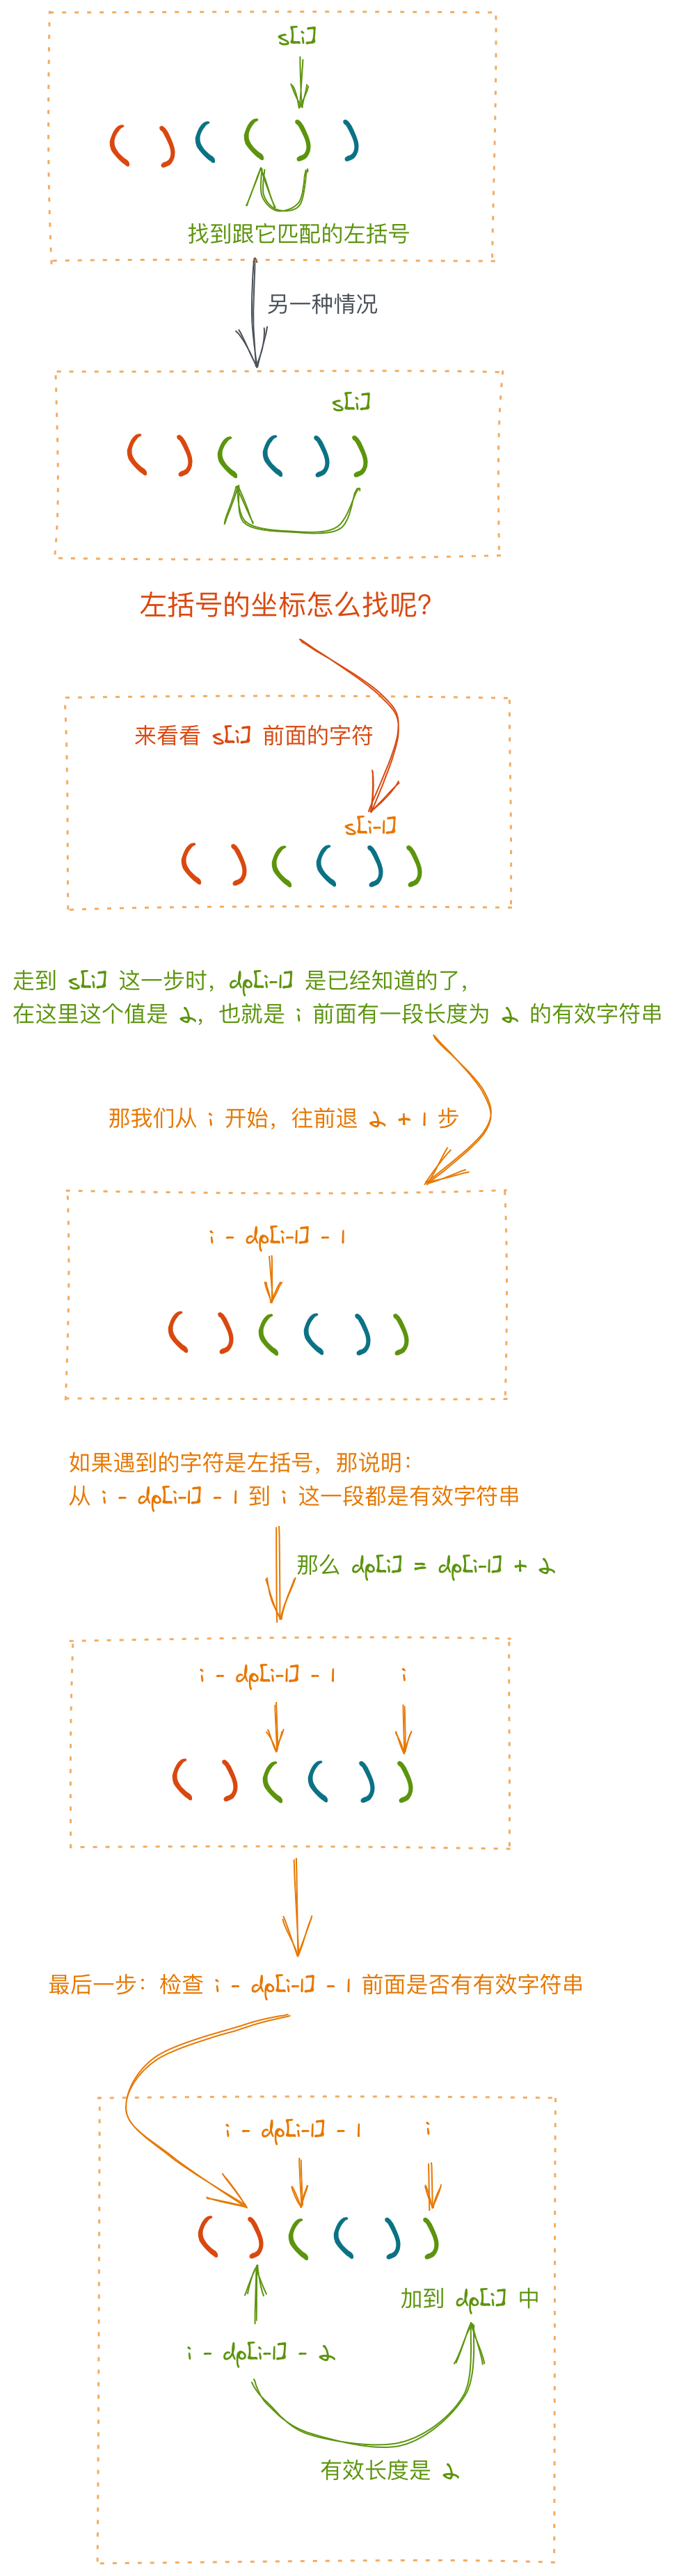 s[i]
( ) ( ( ) )
找到跟它匹配的左括号
另一种情况
s[i]
( ) ( ( ) )
左括号的坐标怎么找呢?
来看看 s[i] 前面的字符
s[i-1]
( ) ( ( ) )
走到 s[i] 这一步时, dp[i-1] 是已经知道的了,
在这里这个值是 2, 也就是 i 前面有一段长度为 2 的有效字符串
那我们从 i 开始, 往前退 2 + 1 步
i - dp[i-1] - 1
( ) ( ( ) )
如果遇到的字符是左括号, 那说明:
从 i - dp[i-1] - 1 到 i 这一段都是有效字符串
那么 dp[i] = dp[i-1] + 2
i - dp[i-1] - 1 i
( ) ( ( ) )
最后一步: 检查 i - dp[i-1] - 1 前面是否有有效字符串
i - dp[i-1] - 1 i
( ) ( ( ) )
加到 dp[i] 中
i - dp[i-1] - 2
有效长度是 2